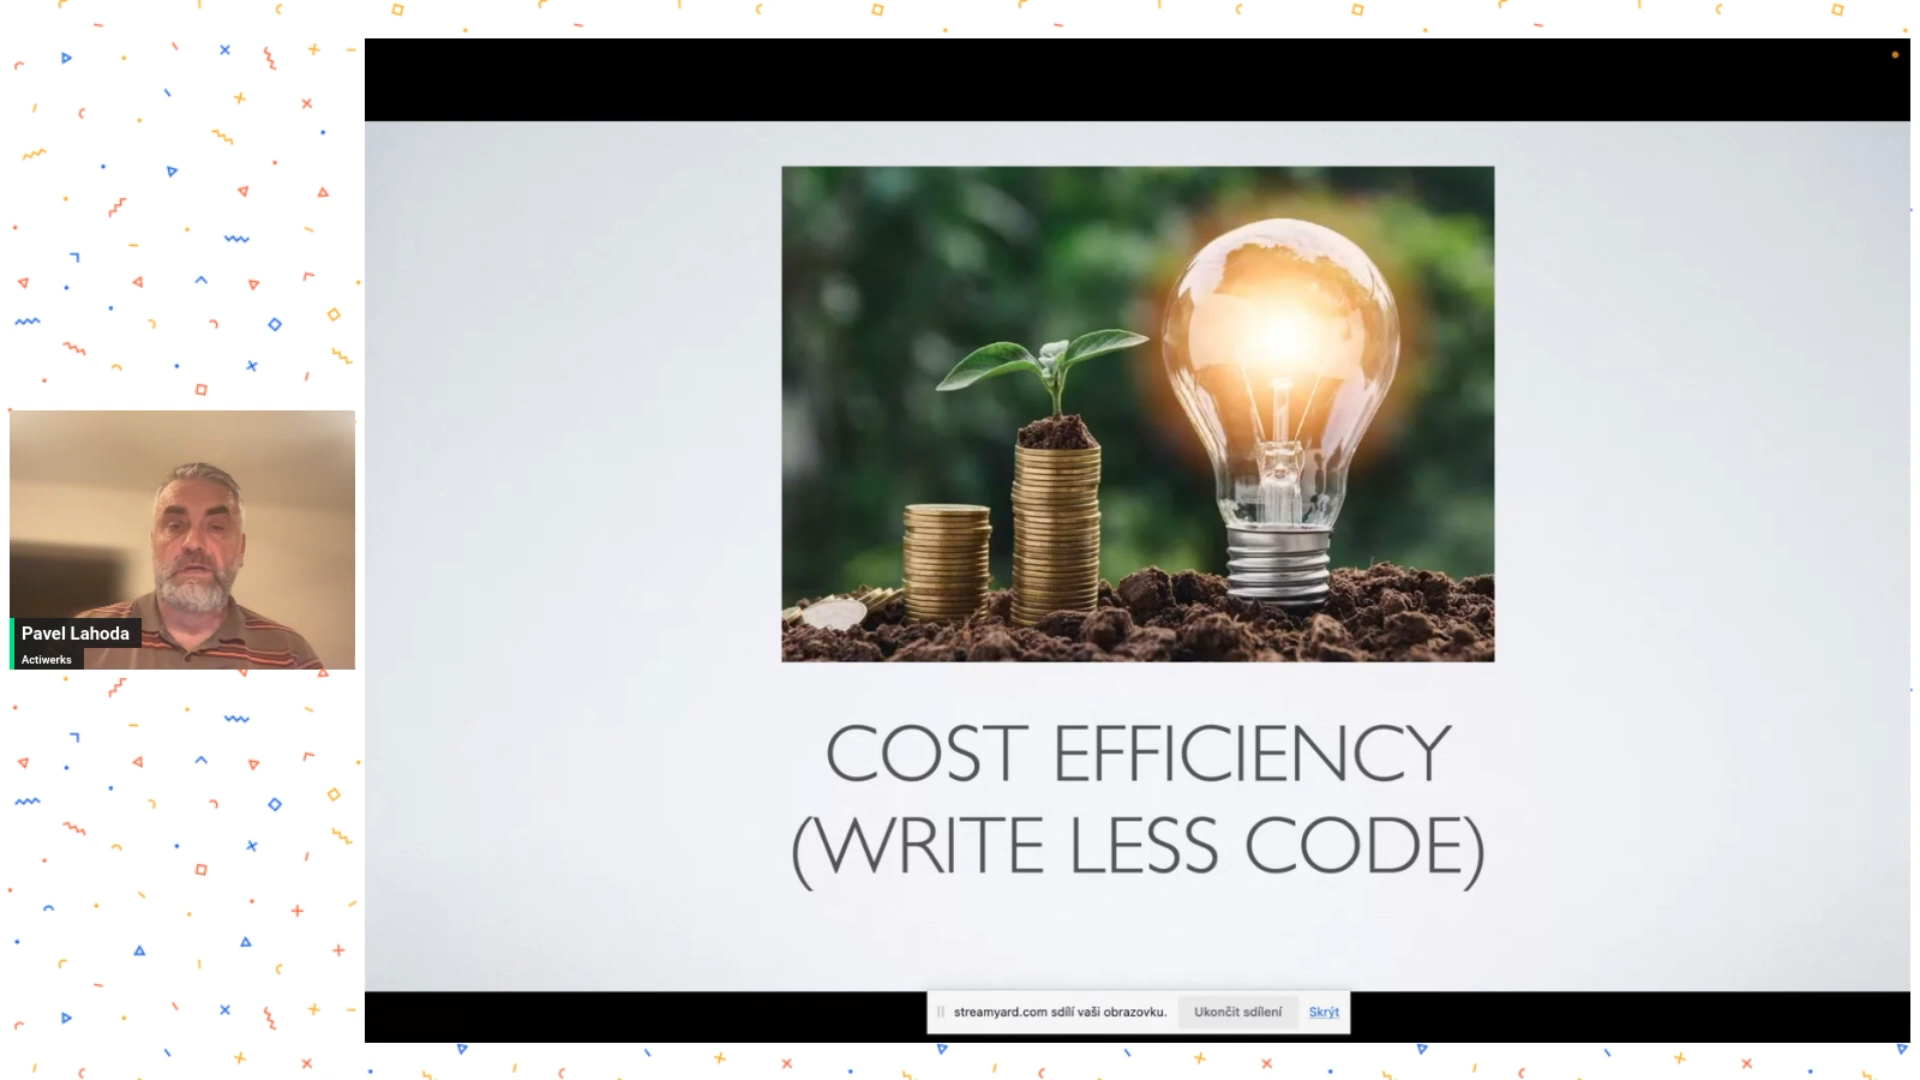 COST EFFICIENCY
(WRITE LESS CODE)
Pavel Lahoda
Actiwerks
streamyard.com sdílí vaši obrazovku.
Ukončit sdílení
Skrýt